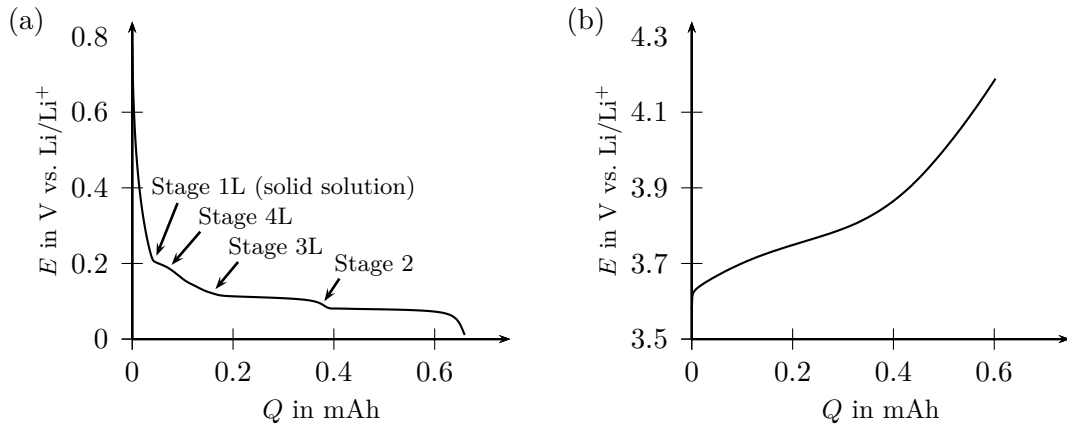 (a)
0.8
0.6
0.4
0.2
0
E in V vs. Li/Li⁺
Stage 1L (solid solution)
Stage 4L
Stage 3L
Stage 2
0 0.2 0.4 0.6
Q in mAh
(b)
4.3
4.1
3.9
3.7
3.5
E in V vs. Li/Li⁺
0 0.2 0.4 0.6
Q in mAh